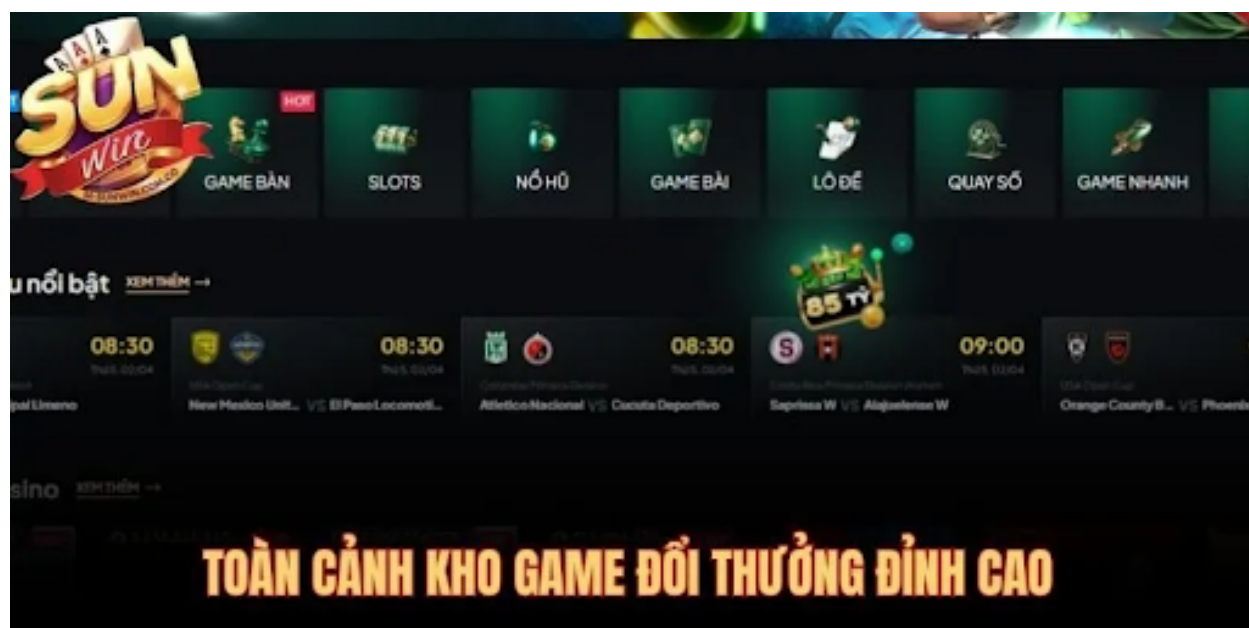 A A A
SUN
Win
HOT
GAME BÀN
SLOTS
NỔ HŨ
GAME BÀI
LÔ ĐỀ
QUAY SỐ
GAME NHANH
u nổi bật XEM THÊM →
85 TỶ
08:30
08:30
08:30
09:00
New Mexico Unit... VS El Paso Locomoti...
Atletico Nacional VS Cucuta Deportivo
Saprissa W VS Alajuelense W
Orange County B... VS Phoenix
pal Limeno
sino XEM THÊM →
TOÀN CẢNH KHO GAME ĐỔI THƯỞNG ĐỈNH CAO